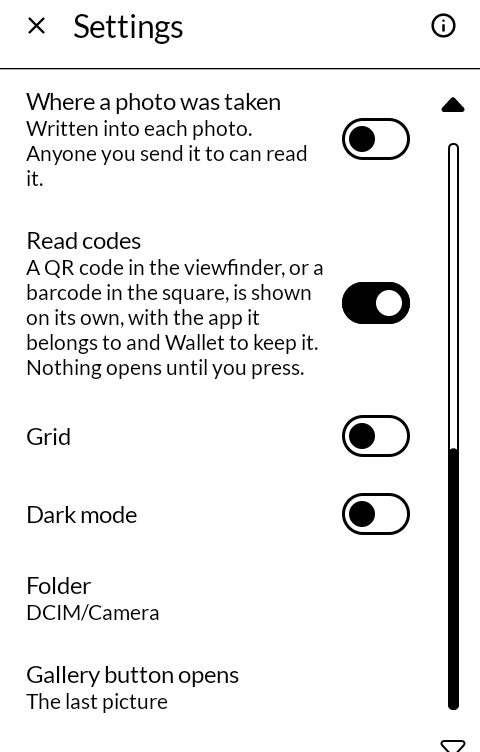 Settings
Where a photo was taken
Written into each photo.
Anyone you send it to can read
it.
Read codes
A QR code in the viewfinder, or a
barcode in the square, is shown
on its own, with the app it
belongs to and Wallet to keep it.
Nothing opens until you press.
Grid
Dark mode
Folder
DCIM/Camera
Gallery button opens
The last picture